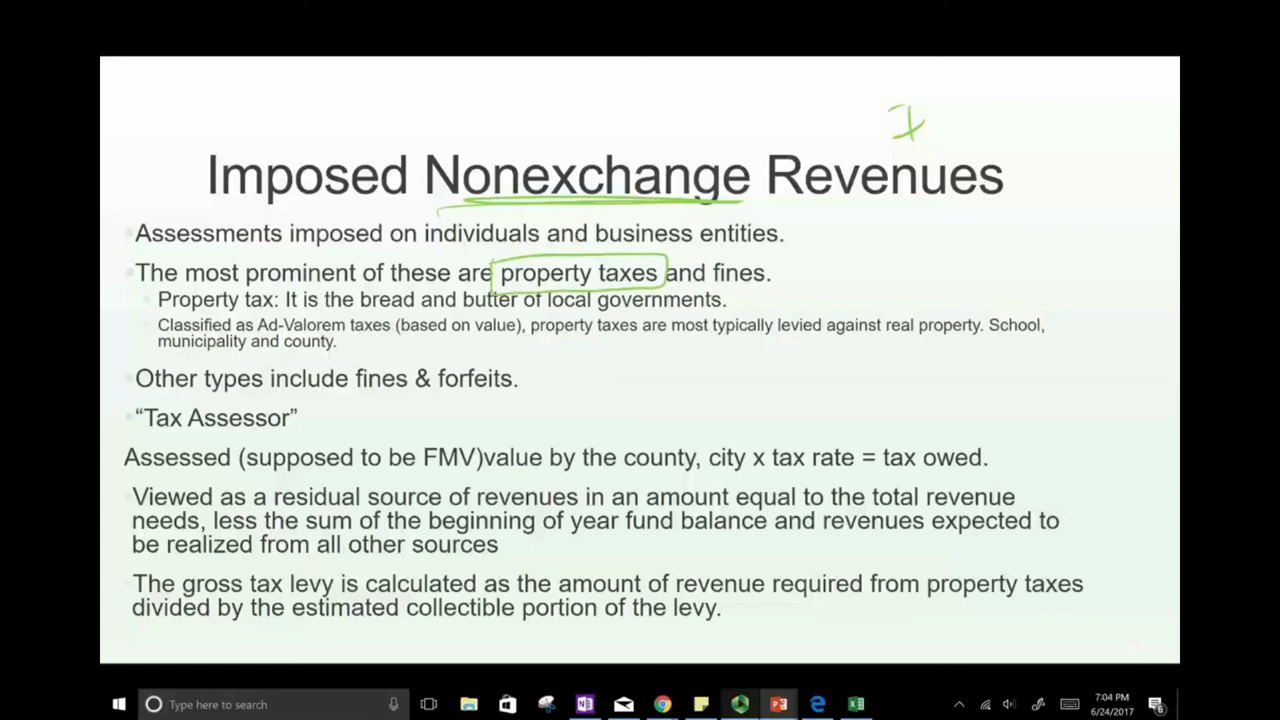 Imposed Nonexchange Revenues
Assessments imposed on individuals and business entities.
The most prominent of these are property taxes and fines.
Property tax: It is the bread and butter of local governments.
Classified as Ad-Valorem taxes (based on value), property taxes are most typically levied against real property. School,
municipality and county.
Other types include fines & forfeits.
“Tax Assessor”
Assessed (supposed to be FMV)value by the county, city x tax rate = tax owed.
Viewed as a residual source of revenues in an amount equal to the total revenue
needs, less the sum of the beginning of year fund balance and revenues expected to
be realized from all other sources
The gross tax levy is calculated as the amount of revenue required from property taxes
divided by the estimated collectible portion of the levy.
Type here to search
7:04 PM
6/24/2017
6